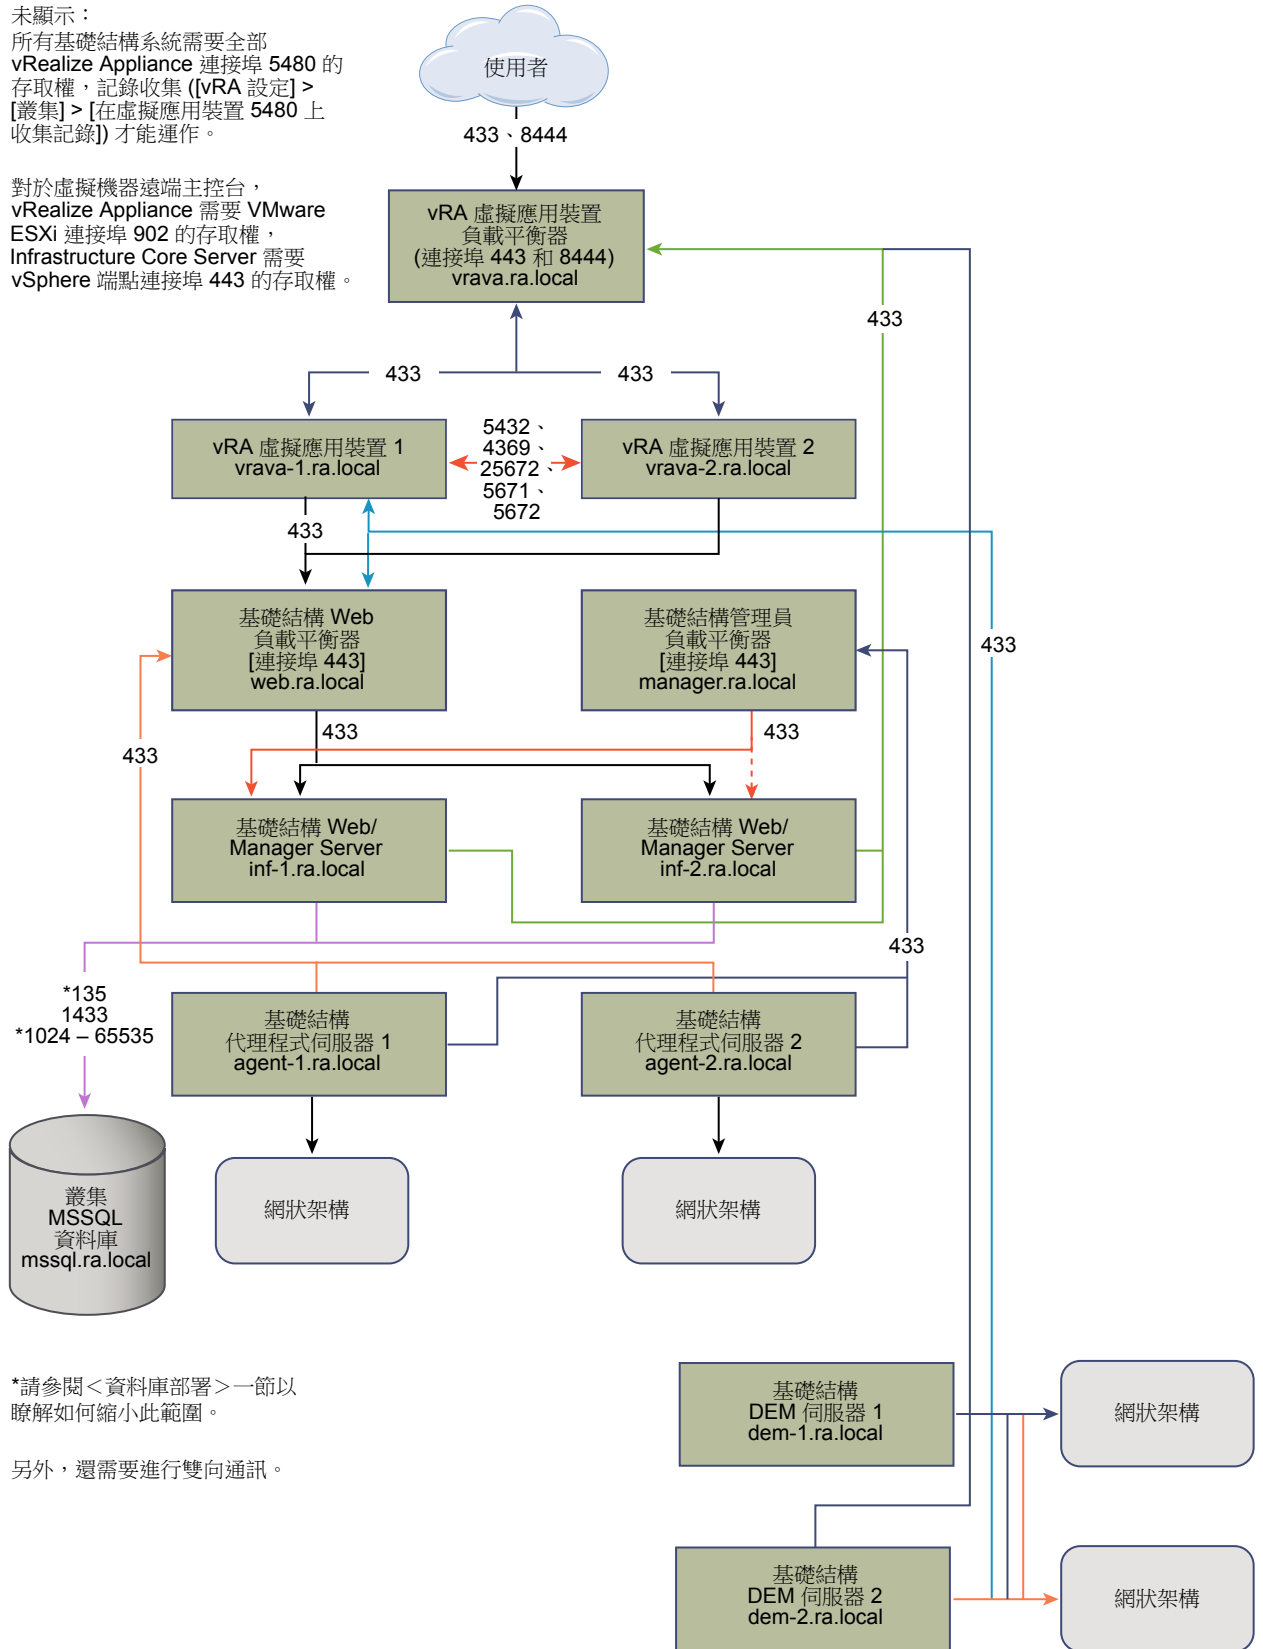 未顯示：
所有基礎結構系統需要全部
vRealize Appliance 連接埠 5480 的
存取權，記錄收集 ([vRA 設定] >
[叢集] > [在虛擬應用裝置 5480 上
收集記錄]) 才能運作。
對於虛擬機器遠端主控台，
vRealize Appliance 需要 VMware
ESXi 連接埠 902 的存取權，
Infrastructure Core Server 需要
vSphere 端點連接埠 443 的存取權。
使用者
433、8444
vRA 虛擬應用裝置
負載平衡器
(連接埠 443 和 8444)
vrava.ra.local
433
433
433
vRA 虛擬應用裝置 1
vrava-1.ra.local
5432、
4369、
25672、
5671、
5672
vRA 虛擬應用裝置 2
vrava-2.ra.local
433
基礎結構 Web
負載平衡器
[連接埠 443]
web.ra.local
基礎結構管理員
負載平衡器
[連接埠 443]
manager.ra.local
433
433
433
433
基礎結構 Web/
Manager Server
inf-1.ra.local
基礎結構 Web/
Manager Server
inf-2.ra.local
433
*135
1433
*1024 – 65535
基礎結構
代理程式伺服器 1
agent-1.ra.local
基礎結構
代理程式伺服器 2
agent-2.ra.local
叢集
MSSQL
資料庫
mssql.ra.local
網狀架構
網狀架構
*請參閱＜資料庫部署＞一節以
瞭解如何縮小此範圍。
另外，還需要進行雙向通訊。
基礎結構
DEM 伺服器 1
dem-1.ra.local
網狀架構
基礎結構
DEM 伺服器 2
dem-2.ra.local
網狀架構